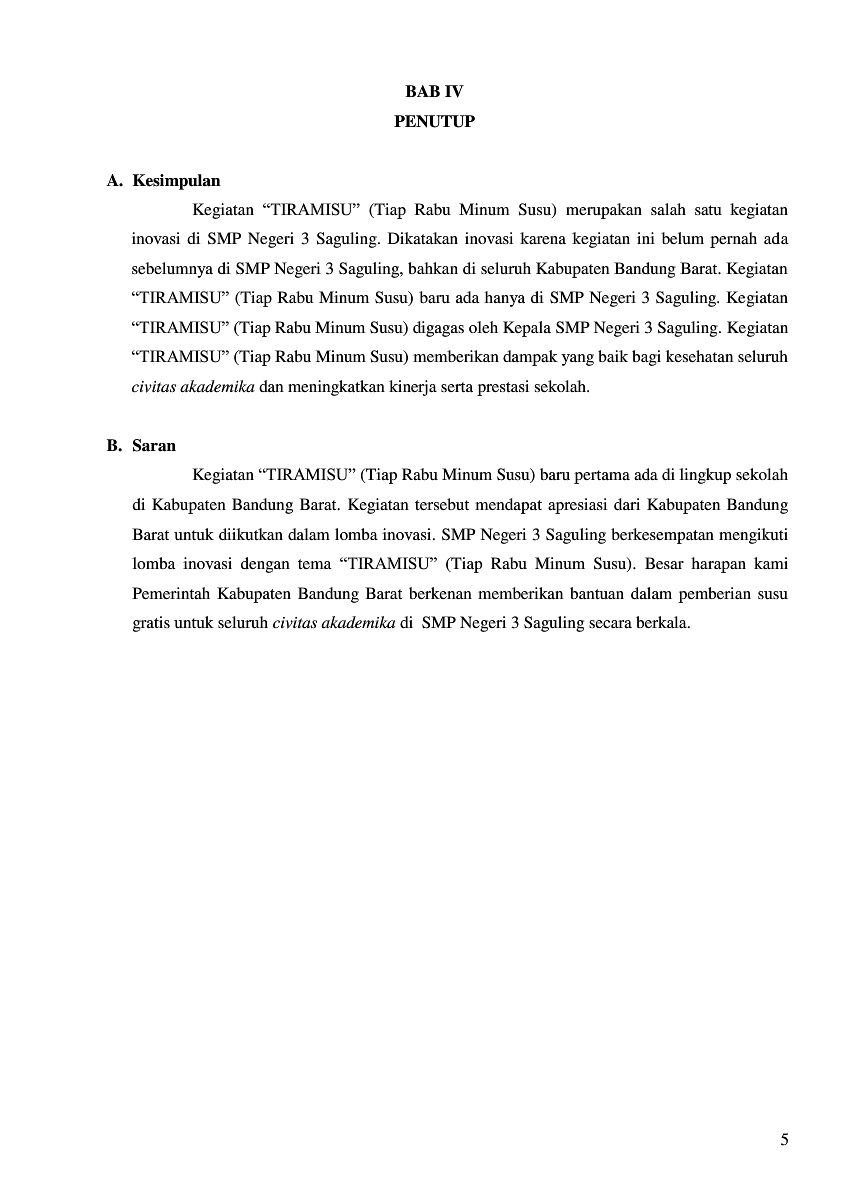 BAB IV
PENUTUP
A. Kesimpulan
Kegiatan “TIRAMISU” (Tiap Rabu Minum Susu) merupakan salah satu kegiatan
inovasi di SMP Negeri 3 Saguling. Dikatakan inovasi karena kegiatan ini belum pernah ada
sebelumnya di SMP Negeri 3 Saguling, bahkan di seluruh Kabupaten Bandung Barat. Kegiatan
“TIRAMISU” (Tiap Rabu Minum Susu) baru ada hanya di SMP Negeri 3 Saguling. Kegiatan
“TIRAMISU” (Tiap Rabu Minum Susu) digagas oleh Kepala SMP Negeri 3 Saguling. Kegiatan
“TIRAMISU” (Tiap Rabu Minum Susu) memberikan dampak yang baik bagi kesehatan seluruh
civitas akademika dan meningkatkan kinerja serta prestasi sekolah.
B. Saran
Kegiatan “TIRAMISU” (Tiap Rabu Minum Susu) baru pertama ada di lingkup sekolah
di Kabupaten Bandung Barat. Kegiatan tersebut mendapat apresiasi dari Kabupaten Bandung
Barat untuk diikutkan dalam lomba inovasi. SMP Negeri 3 Saguling berkesempatan mengikuti
lomba inovasi dengan tema “TIRAMISU” (Tiap Rabu Minum Susu). Besar harapan kami
Pemerintah Kabupaten Bandung Barat berkenan memberikan bantuan dalam pemberian susu
gratis untuk seluruh civitas akademika di  SMP Negeri 3 Saguling secara berkala.
5